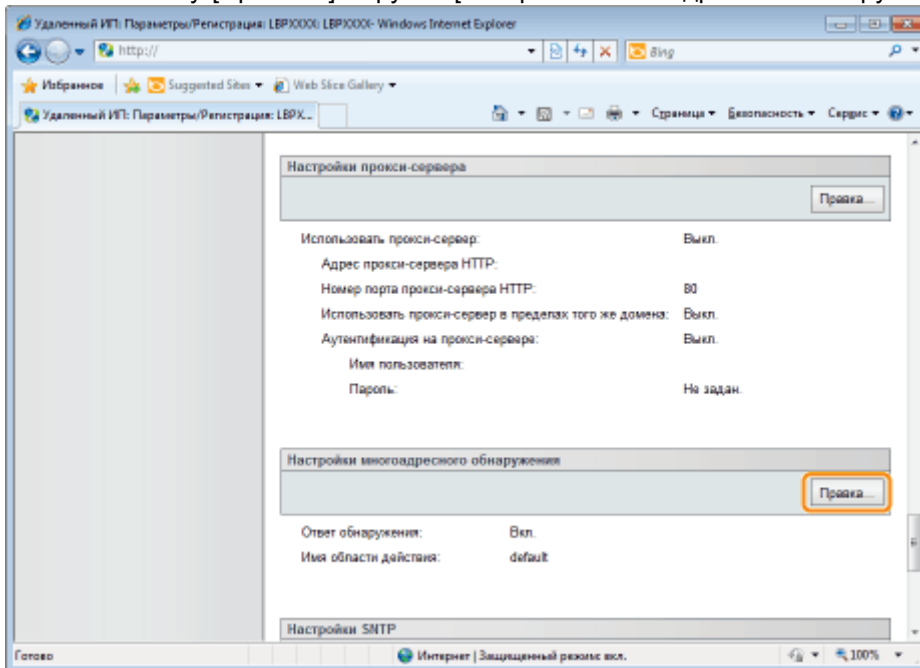 Удаленный ИП: Параметры/Регистрация: LBPXXXX: LBPXXXX- Windows Internet Explorer
http://
Bing
Избранное Suggested Sites Web Slice Gallery
Удаленный ИП: Параметры/Регистрация: LBPX... Страница Безопасность Сервис
Настройки прокси-сервера
Правка...
Использовать прокси-сервер: Выкл.
Адрес прокси-сервера HTTP:
Номер порта прокси-сервера HTTP: 80
Использовать прокси-сервер в пределах того же домена: Выкл.
Аутентификация на прокси-сервере: Выкл.
Имя пользователя:
Пароль: Не задан.
Настройки многоадресного обнаружения
Правка...
Ответ обнаружения: Вкл.
Имя области действия: default
Настройки SNTP
Готово Интернет | Защищенный режим: вкл. 100%